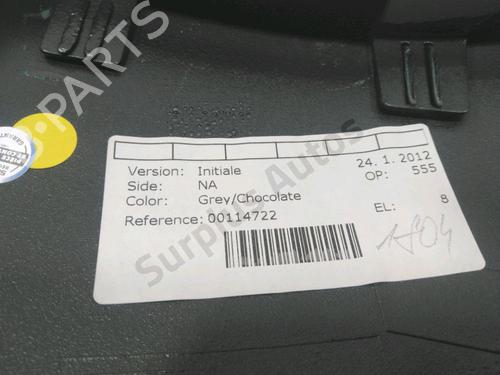 B-PARTS
Surplus Autos
Version: Initiale 24. 1. 2012
Side: NA OP: 555
Color: Grey/Chocolate
Reference: 00114722 EL: 8